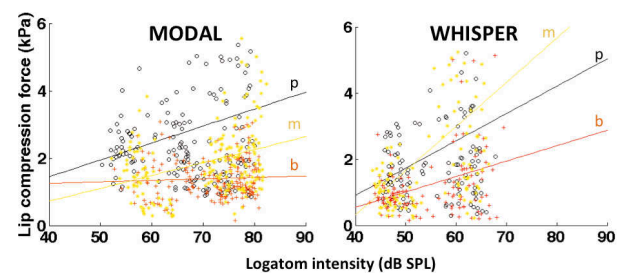 MODAL
WHISPER
Lip compression force (kPa)
6
4
2
0
40 50 60 70 80 90
p
m
b
6
4
2
0
40 50 60 70 80 90
m
p
b
Logatom intensity (dB SPL)